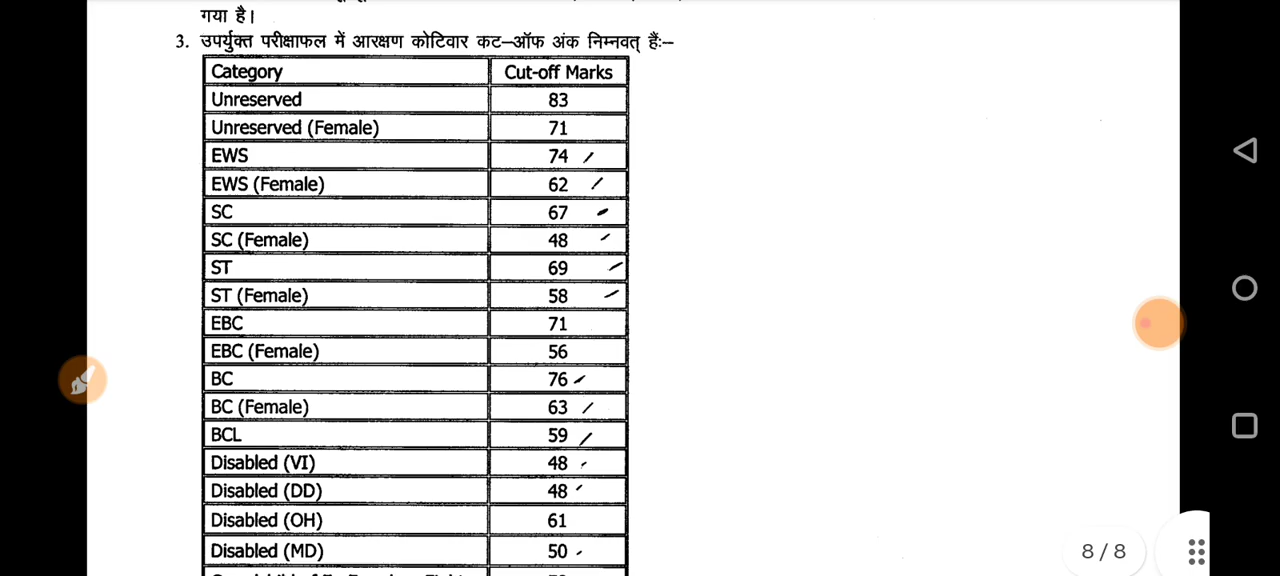 गया है।
3. उपर्युक्त परीक्षाफल में आरक्षण कोटिवार कट–ऑफ अंक निम्नवत् हैंः–
Category Cut-off Marks
Unreserved 83
Unreserved (Female) 71
EWS 74
EWS (Female) 62
SC 67
SC (Female) 48
ST 69
ST (Female) 58
EBC 71
EBC (Female) 56
BC 76
BC (Female) 63
BCL 59
Disabled (VI) 48
Disabled (DD) 48
Disabled (OH) 61
Disabled (MD) 50
8 / 8